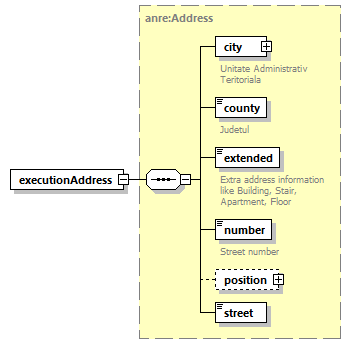 anre:Address
city
Unitate Administrativ
Teritoriala
county
Judetul
extended
Extra address information
like Building, Stair,
Apartment, Floor
executionAddress
number
Street number
position
street